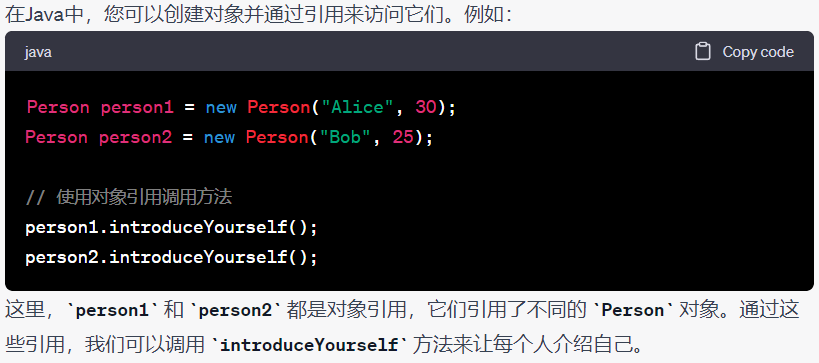 在Java中，您可以创建对象并通过引用来访问它们。例如：
java Copy code
Person person1 = new Person("Alice", 30);
Person person2 = new Person("Bob", 25);
// 使用对象引用调用方法
person1.introduceYourself();
person2.introduceYourself();
这里，`person1` 和 `person2` 都是对象引用，它们引用了不同的 `Person` 对象。通过这
些引用，我们可以调用 `introduceYourself` 方法来让每个人介绍自己。